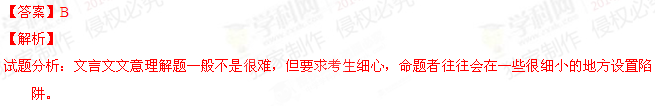 【答案】B
【解析】
试题分析：文言文文意理解题一般不是很难，但要求考生细心，命题者往往会在一些很细小的地方设置陷
阱。